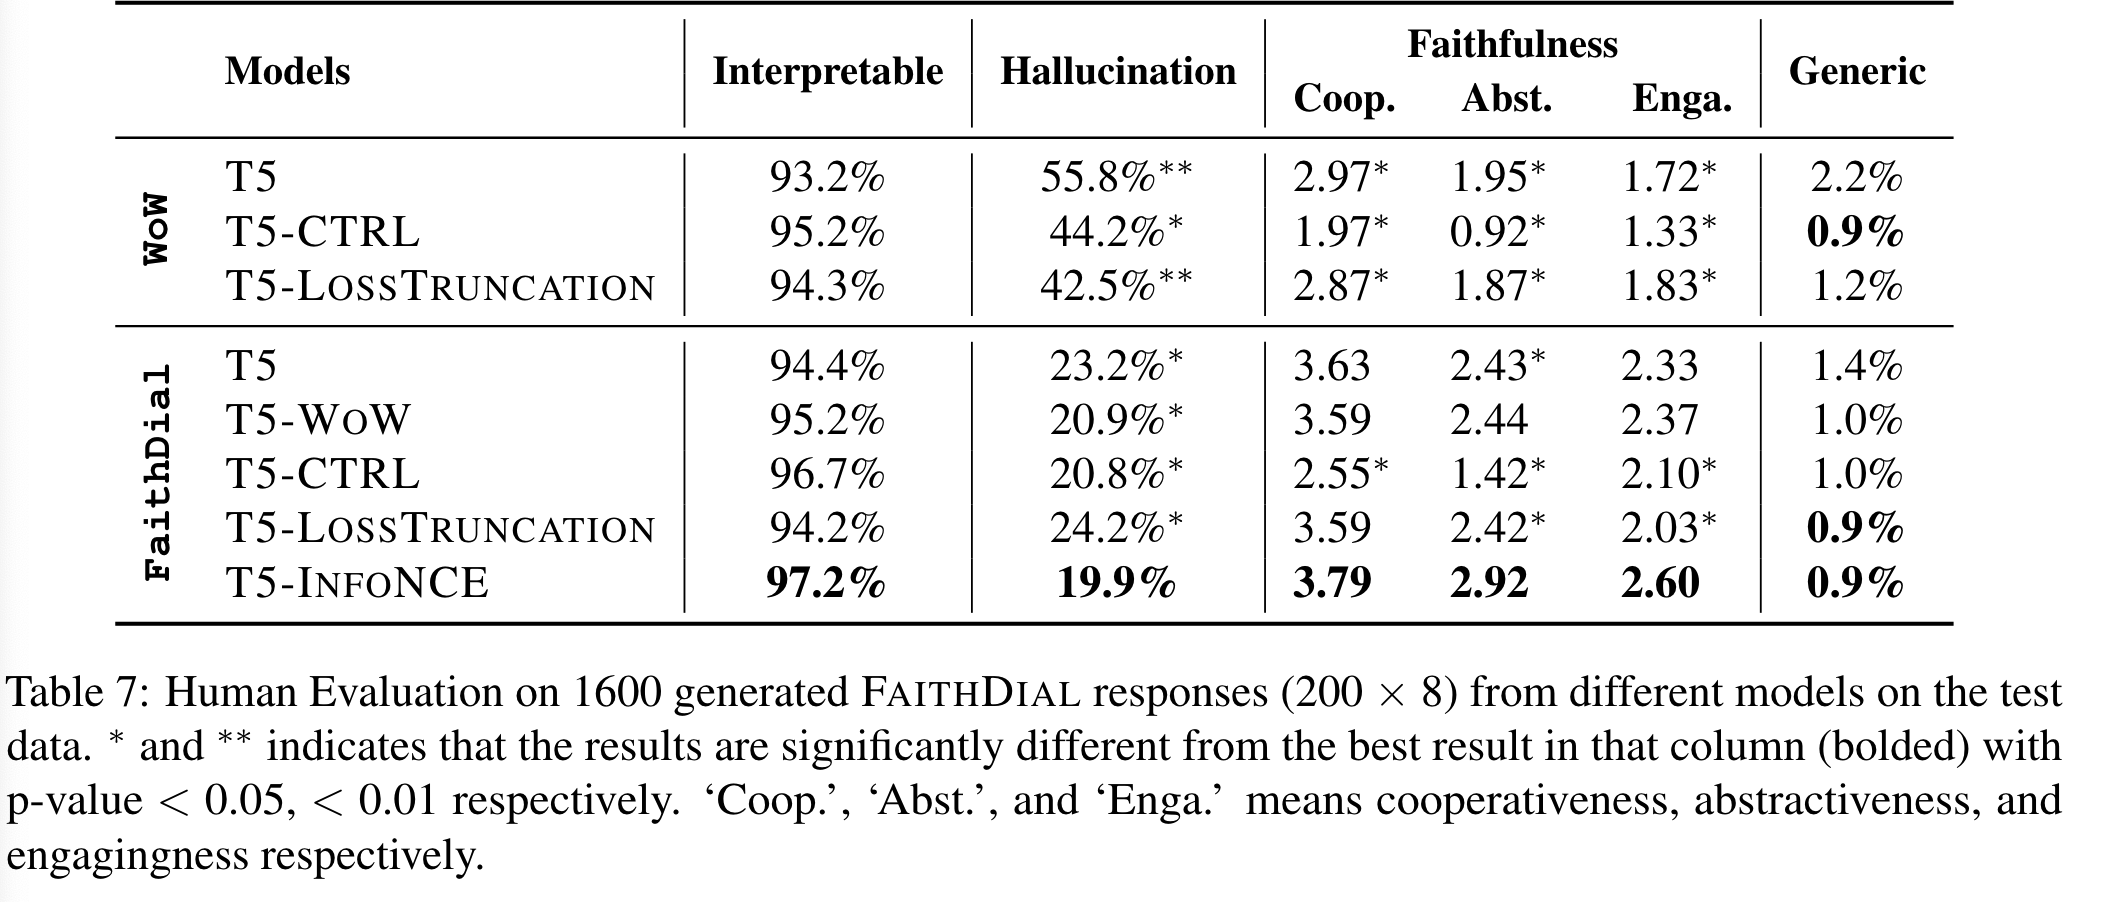 Models Interpretable Hallucination Faithfulness Generic
Coop. Abst. Enga.
WoW
T5 93.2% 55.8%** 2.97* 1.95* 1.72* 2.2%
T5-CTRL 95.2% 44.2%* 1.97* 0.92* 1.33* 0.9%
T5-LOSSTRUNCATION 94.3% 42.5%** 2.87* 1.87* 1.83* 1.2%
FaithDial
T5 94.4% 23.2%* 3.63 2.43* 2.33 1.4%
T5-WOW 95.2% 20.9%* 3.59 2.44 2.37 1.0%
T5-CTRL 96.7% 20.8%* 2.55* 1.42* 2.10* 1.0%
T5-LOSSTRUNCATION 94.2% 24.2%* 3.59 2.42* 2.03* 0.9%
T5-INFONCE 97.2% 19.9% 3.79 2.92 2.60 0.9%
Table 7: Human Evaluation on 1600 generated FAITHDIAL responses (200 × 8) from different models on the test
data. * and ** indicates that the results are significantly different from the best result in that column (bolded) with
p-value < 0.05, < 0.01 respectively. ‘Coop.’, ‘Abst.’, and ‘Enga.’ means cooperativeness, abstractiveness, and
engagingness respectively.